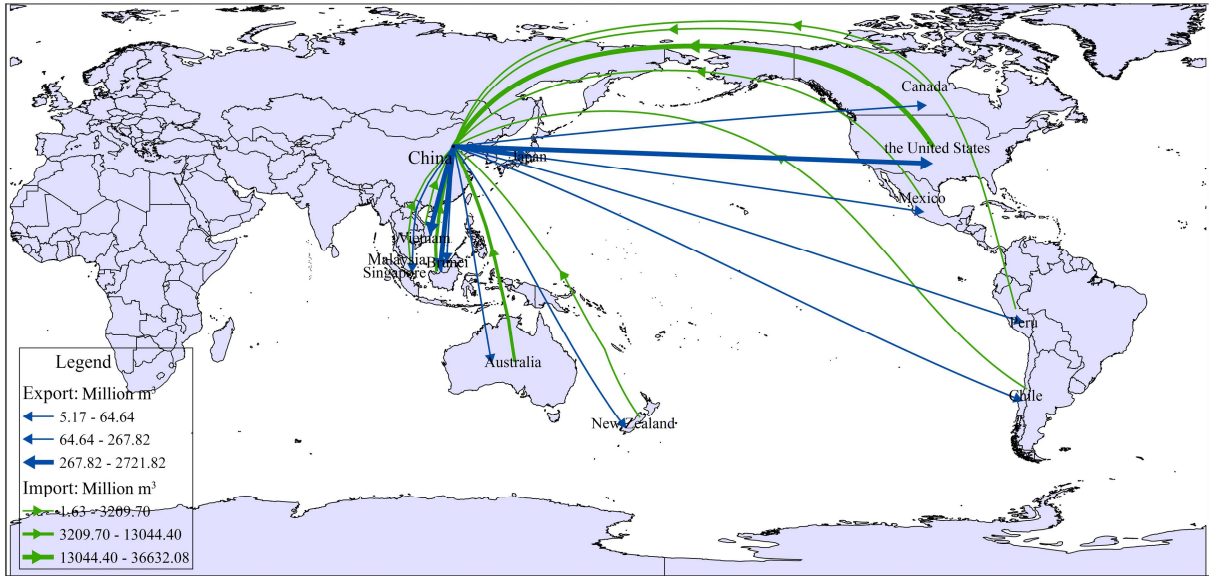 Canada
the United States
China
Japan
Mexico
Vietnam
Malaysia
Brunei
Singapore
Peru
Australia
Chile
New Zealand
Legend
Export: Million m³
5.17 - 64.64
64.64 - 267.82
267.82 - 2721.82
Import: Million m³
1.63 - 3209.70
3209.70 - 13044.40
13044.40 - 36632.08